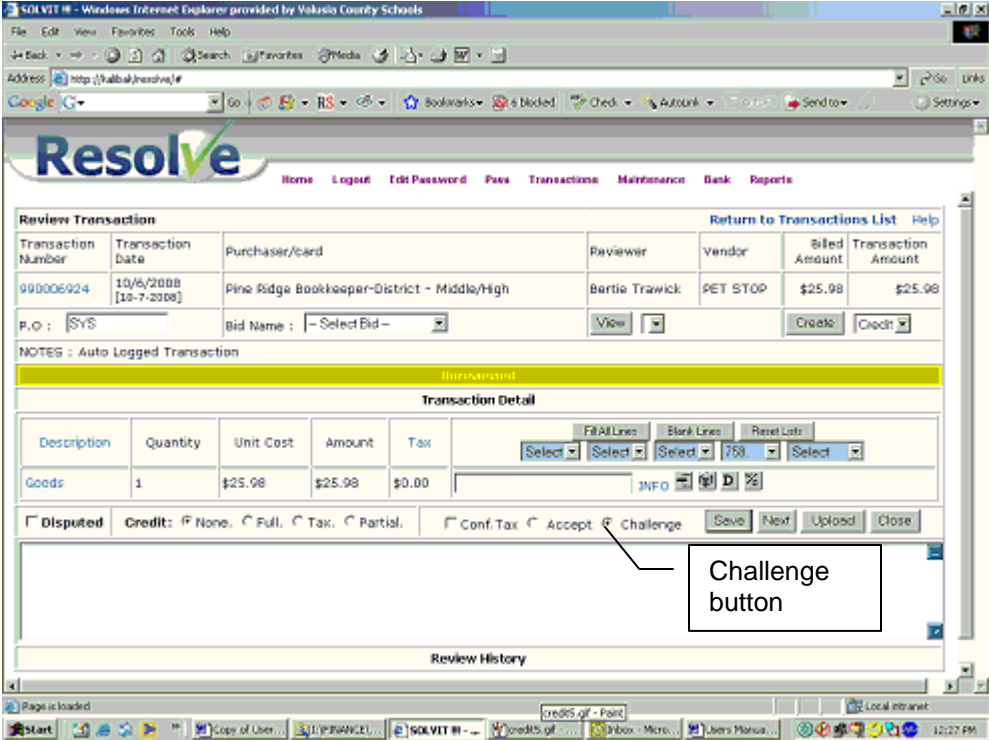 SOLVIT !!! - Windows Internet Explorer provided by Volusia County Schools
File Edit View Favorites Tools Help
Back Search Favorites Media
Address http://kalibak/resolve/# Go Links
Google G Go RS Bookmarks 6 blocked Check AutoLink Send to Settings
Resolve
Home Logout Edit Password Pava Transactions Maintenance Bank Reports
Review Transaction Return to Transactions List Help
Transaction Number Transaction Date Purchaser/card Reviewer Vendor Billed Amount Transaction Amount
990006924 10/6/2008 [10-7-2008] Pine Ridge Bookkeeper-District - Middle/High Bertie Trawick PET STOP $25.98 $25.98
P.O : SYS Bid Name : -- Select Bid -- View Create Credit
NOTES : Auto Logged Transaction
Unreviewed
Transaction Detail
Fill All Lines Blank Lines Reset Lists
Description Quantity Unit Cost Amount Tax Select Select Select 753. Select
Goods 1 $25.98 $25.98 $0.00 INFO D %
Disputed Credit: None. Full. Tax. Partial. Conf.Tax Accept Challenge Save Next Upload Close
Challenge
button
Review History
Page is loaded Local intranet
credit5.gif - Paint
Start Copy of User... I:\FINANCE\... SOLVIT !!! - ... credit5.gif - ... Inbox - Micro... Users Manua... 12:27 PM